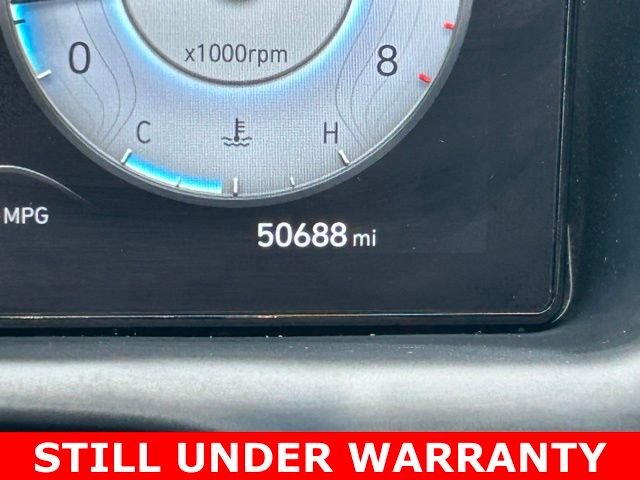 x1000rpm
0 8
C H
MPG
50688 mi
STILL UNDER WARRANTY